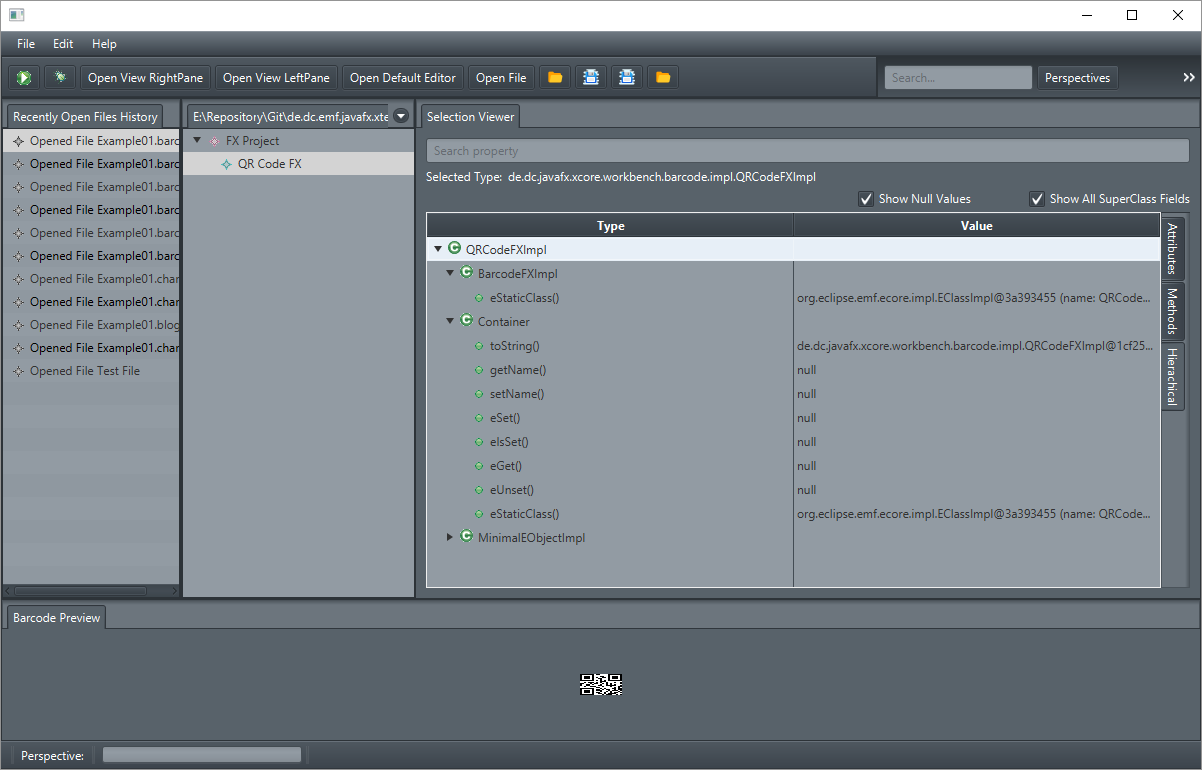 File Edit Help
Open View RightPane Open View LeftPane Open Default Editor Open File Search... Perspectives
Recently Open Files History
Opened File Example01.barc
Opened File Example01.barc
Opened File Example01.barc
Opened File Example01.barc
Opened File Example01.barc
Opened File Example01.barc
Opened File Example01.char
Opened File Example01.char
Opened File Example01.blog
Opened File Example01.char
Opened File Test File
E:\Repository\Git\de.dc.emf.javafx.xte
FX Project
QR Code FX
Selection Viewer
Search property
Selected Type: de.dc.javafx.xcore.workbench.barcode.impl.QRCodeFXImpl
Show Null Values Show All SuperClass Fields
Type Value
QRCodeFXImpl
BarcodeFXImpl
eStaticClass() org.eclipse.emf.ecore.impl.EClassImpl@3a393455 (name: QRCode...
Container
toString() de.dc.javafx.xcore.workbench.barcode.impl.QRCodeFXImpl@1cf25...
getName() null
setName() null
eSet() null
eIsSet() null
eGet() null
eUnset() null
eStaticClass() org.eclipse.emf.ecore.impl.EClassImpl@3a393455 (name: QRCode...
MinimalEObjectImpl
Attributes
Methods
Hierachical
Barcode Preview
Perspective: